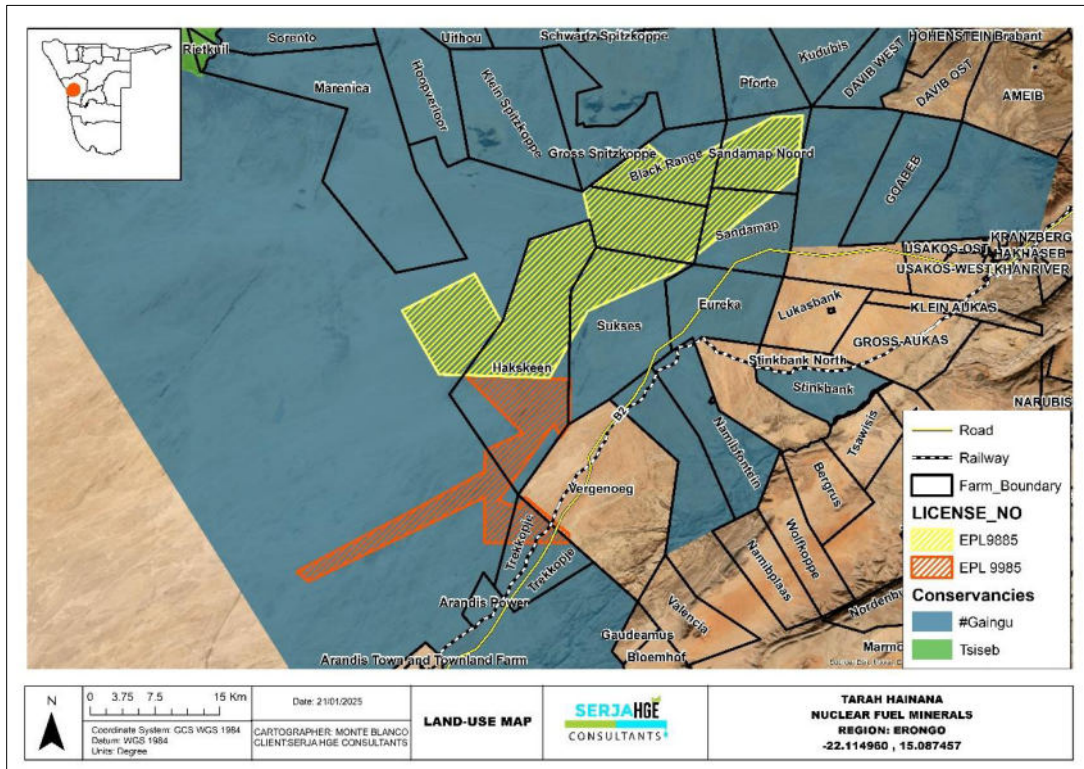 Rietkuil
Sorento
Uithou
Schwartz Spitzkoppe
Kudubis
HOHENSTEIN
Brabant
DAVIB WEST
DAVIB OST
AMEIB
Marenica
Hoopverloor
Klein Spitzkoppe
Pforte
Gross Spitzkoppe
Black Range
Sandamap Noord
GOABEB
Sandamap
KRANZBERG
USAKOS-OST
HAKHASEB
USAKOS-WEST
KHANRIVER
Eureka
Lukasbank
KLEIN AUKAS
Sukses
GROSS-AUKAS
Stinkbank North
Hakskeen
Stinkbank
NARUBIS
B2
Namibfontein
Tsawisis
Bergrus
Vergenoeg
Wolfkoppe
Trekkopje
Trekkopje
Namibplaas
Arandis Power
Valencia
Gaudeamus
Bloemhof
Arandis Town and Townland Farm
Road
Railway
Farm_Boundary
LICENSE_NO
EPL9885
EPL 9985
Conservancies
#Gaingu
Tsiseb
N
0 3.75 7.5 15 Km
Coordinate System: GCS WGS 1984
Datum: WGS 1984
Units: Degree
Date: 21/01/2025
CARTOGRAPHER: MONTE BLANCO
CLIENT:SERJA HGE CONSULTANTS
LAND-USE MAP
SERJA HGE
CONSULTANTS
TARAH HAINANA
NUCLEAR FUEL MINERALS
REGION: ERONGO
-22.114960 , 15.087457